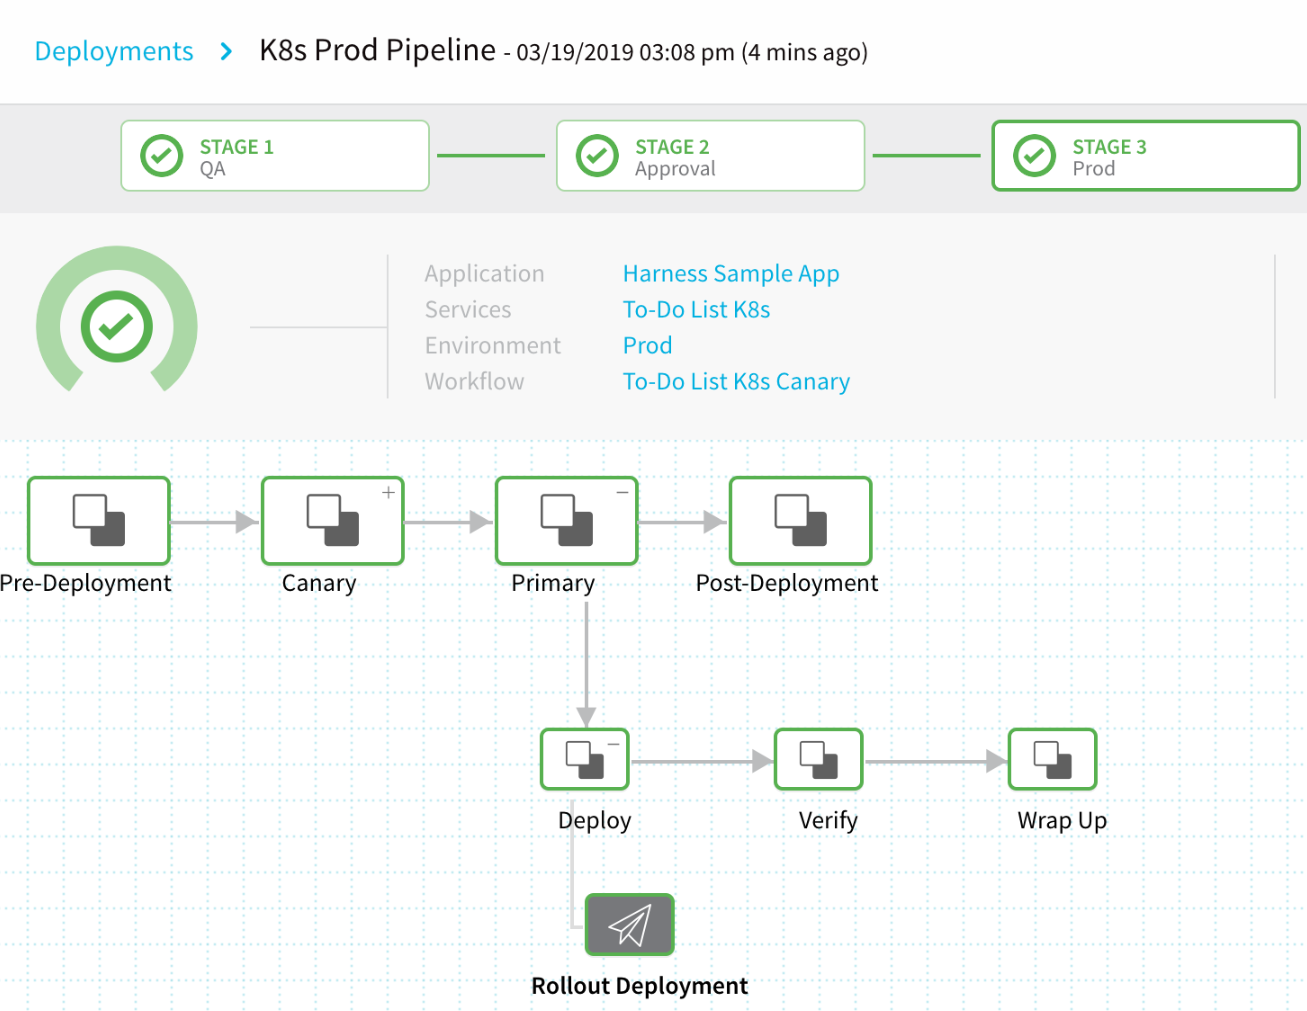 Deployments > K8s Prod Pipeline - 03/19/2019 03:08 pm (4 mins ago)
STAGE 1
QA
STAGE 2
Approval
STAGE 3
Prod
Application Harness Sample App
Services To-Do List K8s
Environment Prod
Workflow To-Do List K8s Canary
Pre-Deployment Canary Primary Post-Deployment
Deploy Verify Wrap Up
Rollout Deployment